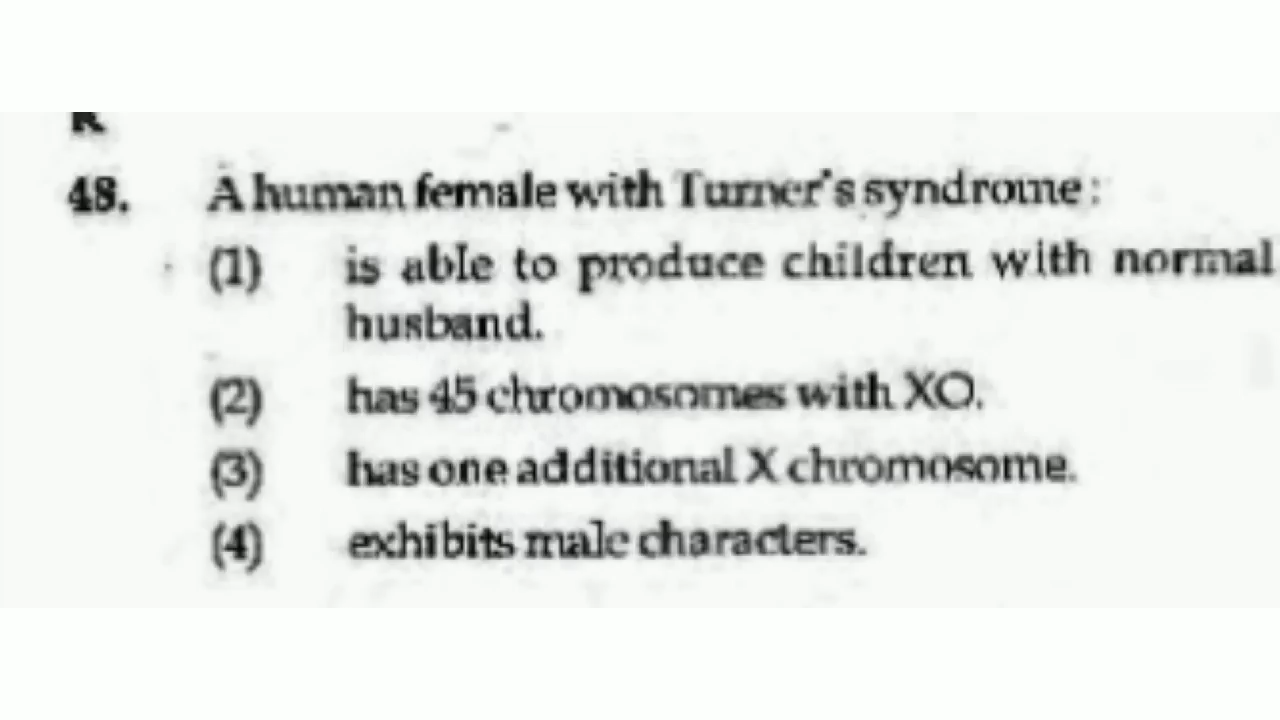 48. A human female with Turner's syndrome :
(1) is able to produce children with normal
husband.
(2) has 45 chromosomes with XO.
(3) has one additional X chromosome.
(4) exhibits male characters.